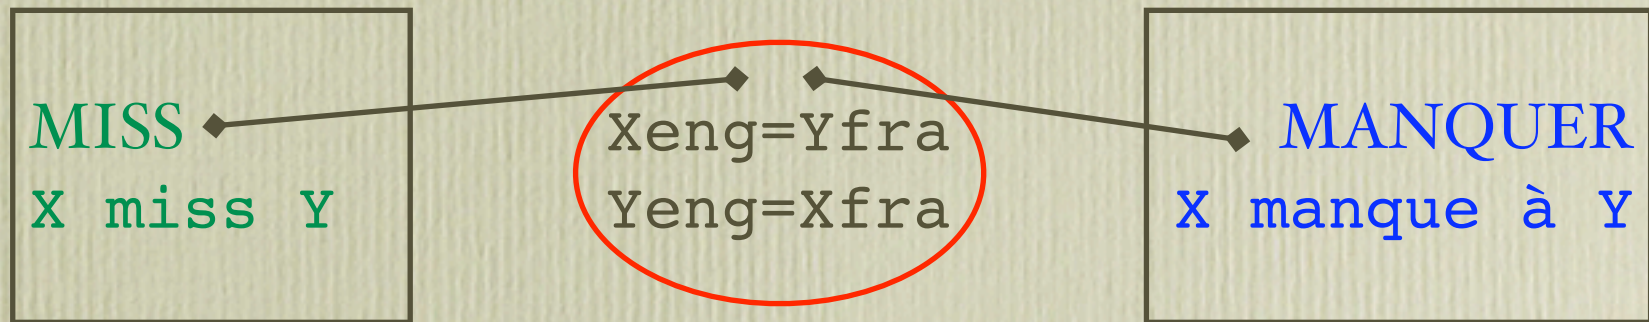 MISS
X miss Y
Xeng=Yfra
Yeng=Xfra
MANQUER
X manque à Y